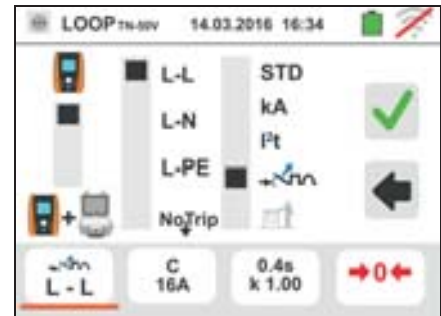 LOOP TN-50V 14.03.2016 16:34
L-L STD
L-N kA
I²t
L-PE
NoTrip
L - L
C
16A
0.4s
k 1.00
→0←